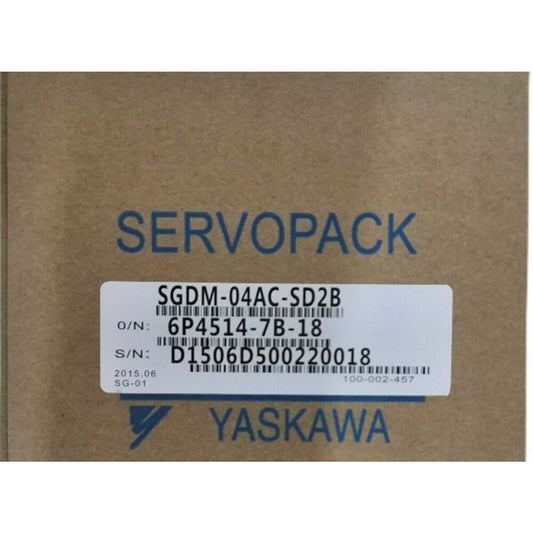 SERVOPACK
SGDM-04AC-SD2B
O/N: 6P4514-7B-18
S/N: D1506D500220018
2015.06
SG-01
100-002-457
YASKAWA